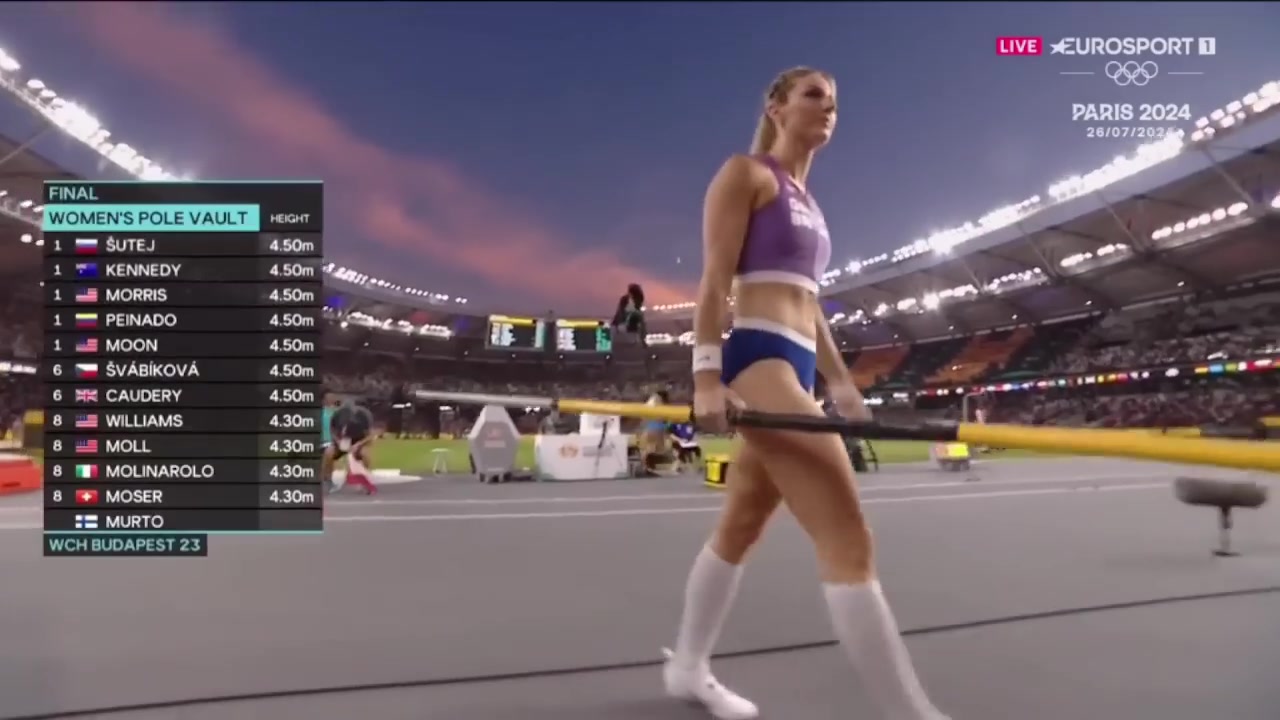 LIVE EUROSPORT 1
PARIS 2024
26/07/2024
FINAL
WOMEN'S POLE VAULT HEIGHT
1 ŠUTEJ 4.50m
1 KENNEDY 4.50m
1 MORRIS 4.50m
1 PEINADO 4.50m
1 MOON 4.50m
6 ŠVÁBÍKOVÁ 4.50m
6 CAUDERY 4.50m
8 WILLIAMS 4.30m
8 MOLL 4.30m
8 MOLINAROLO 4.30m
8 MOSER 4.30m
MURTO
WCH BUDAPEST 23